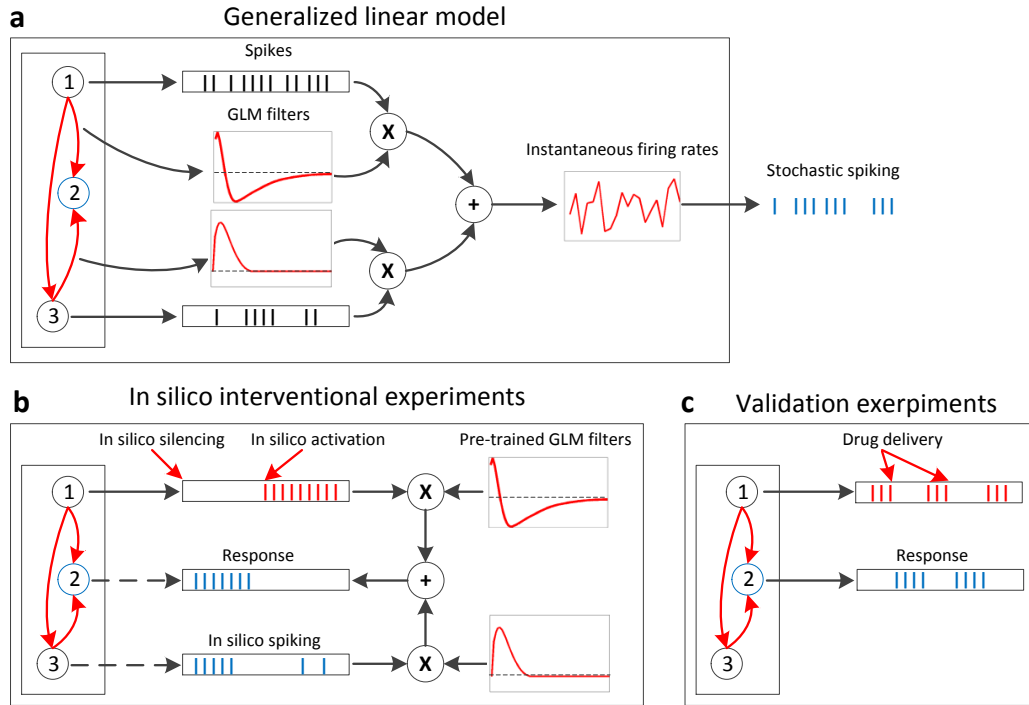 a
Generalized linear model
Spikes
1
GLM filters
X
2
Instantaneous firing rates
Stochastic spiking
+
X
3
b
In silico interventional experiments
In silico silencing
In silico activation
Pre-trained GLM filters
1
X
Response
2
+
In silico spiking
3
X
c
Validation exerpiments
Drug delivery
1
Response
2
3